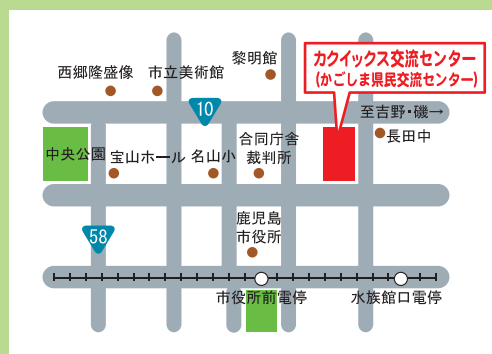 黎明館
カクイックス交流センター
(かごしま県民交流センター)
西郷隆盛像
市立美術館
10
至吉野・磯→
長田中
中央公園
宝山ホール
名山小
合同庁舎
裁判所
58
鹿児島
市役所
市役所前電停
水族館口電停